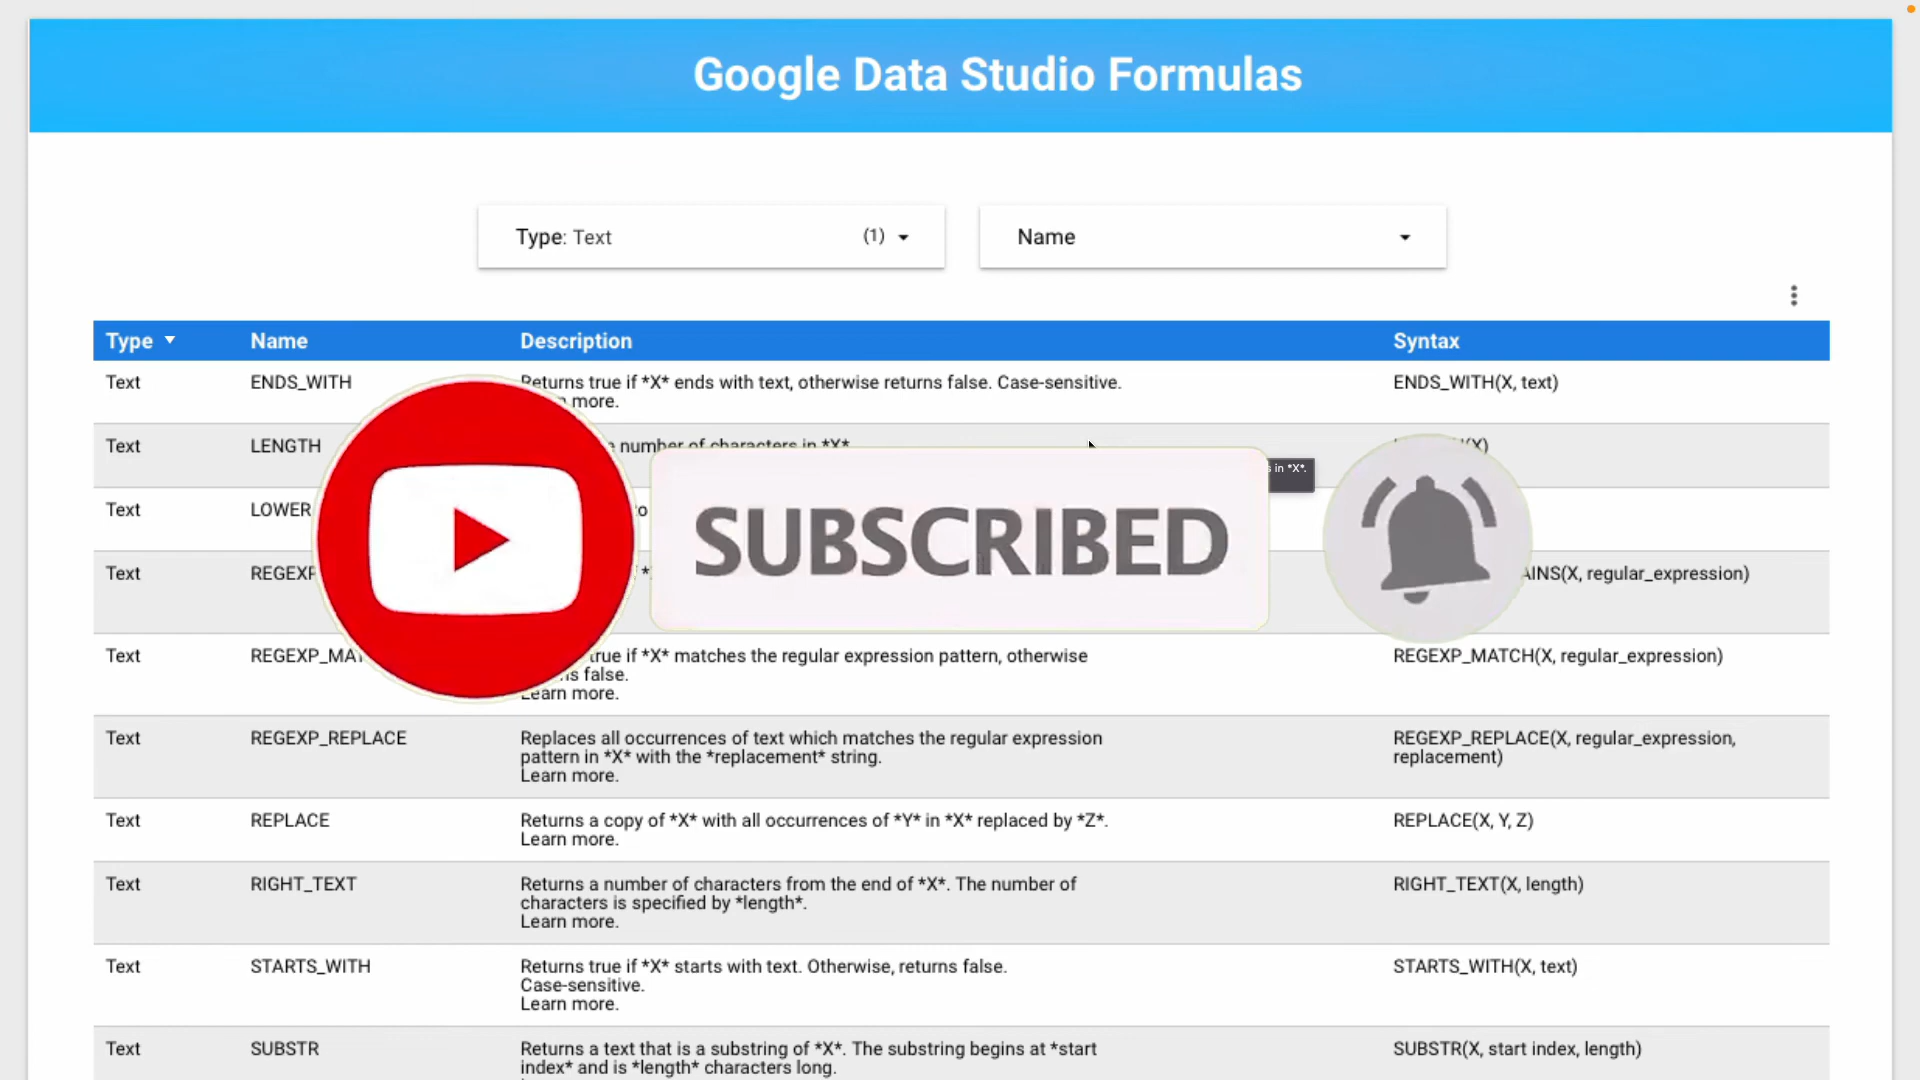 Google Data Studio Formulas
Type: Text (1)
Name
Type Name Description Syntax
Text ENDS_WITH Returns true if *X* ends with text, otherwise returns false. Case-sensitive. ENDS_WITH(X, text)
more.
Text LENGTH number of characters in *X*
in *X*.
Text LOWER
SUBSCRIBED
Text regular_expression)
Text true if *X* matches the regular expression pattern, otherwise REGEXP_MATCH(X, regular_expression)
false.
Learn more.
Text REGEXP_REPLACE Replaces all occurrences of text which matches the regular expression REGEXP_REPLACE(X, regular_expression,
pattern in *X* with the *replacement* string. replacement)
Learn more.
Text REPLACE Returns a copy of *X* with all occurrences of *Y* in *X* replaced by *Z*. REPLACE(X, Y, Z)
Learn more.
Text RIGHT_TEXT Returns a number of characters from the end of *X*. The number of RIGHT_TEXT(X, length)
characters is specified by *length*.
Learn more.
Text STARTS_WITH Returns true if *X* starts with text. Otherwise, returns false. STARTS_WITH(X, text)
Case-sensitive.
Learn more.
Text SUBSTR Returns a text that is a substring of *X*. The substring begins at *start SUBSTR(X, start index, length)
index* and is *length* characters long.